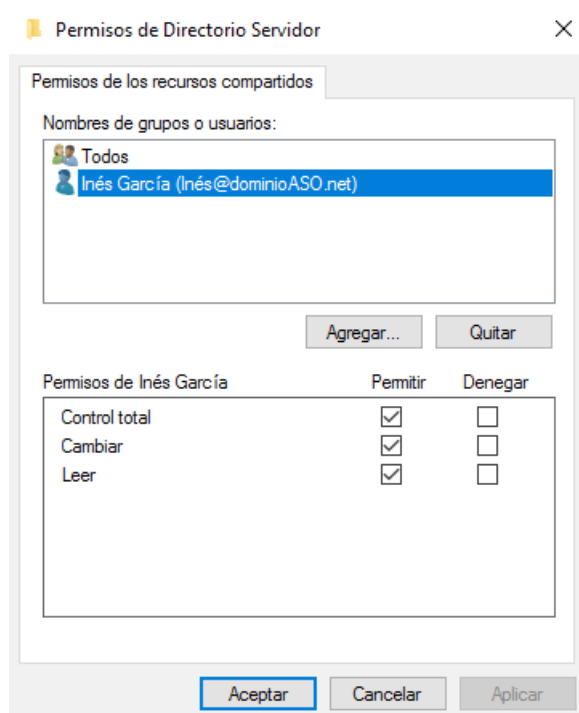 Permisos de Directorio Servidor
Permisos de los recursos compartidos
Nombres de grupos o usuarios:
Todos
Inés García (Inés@dominioASO.net)
Agregar... Quitar
Permisos de Inés García Permitir Denegar
Control total
Cambiar
Leer
Aceptar Cancelar Aplicar